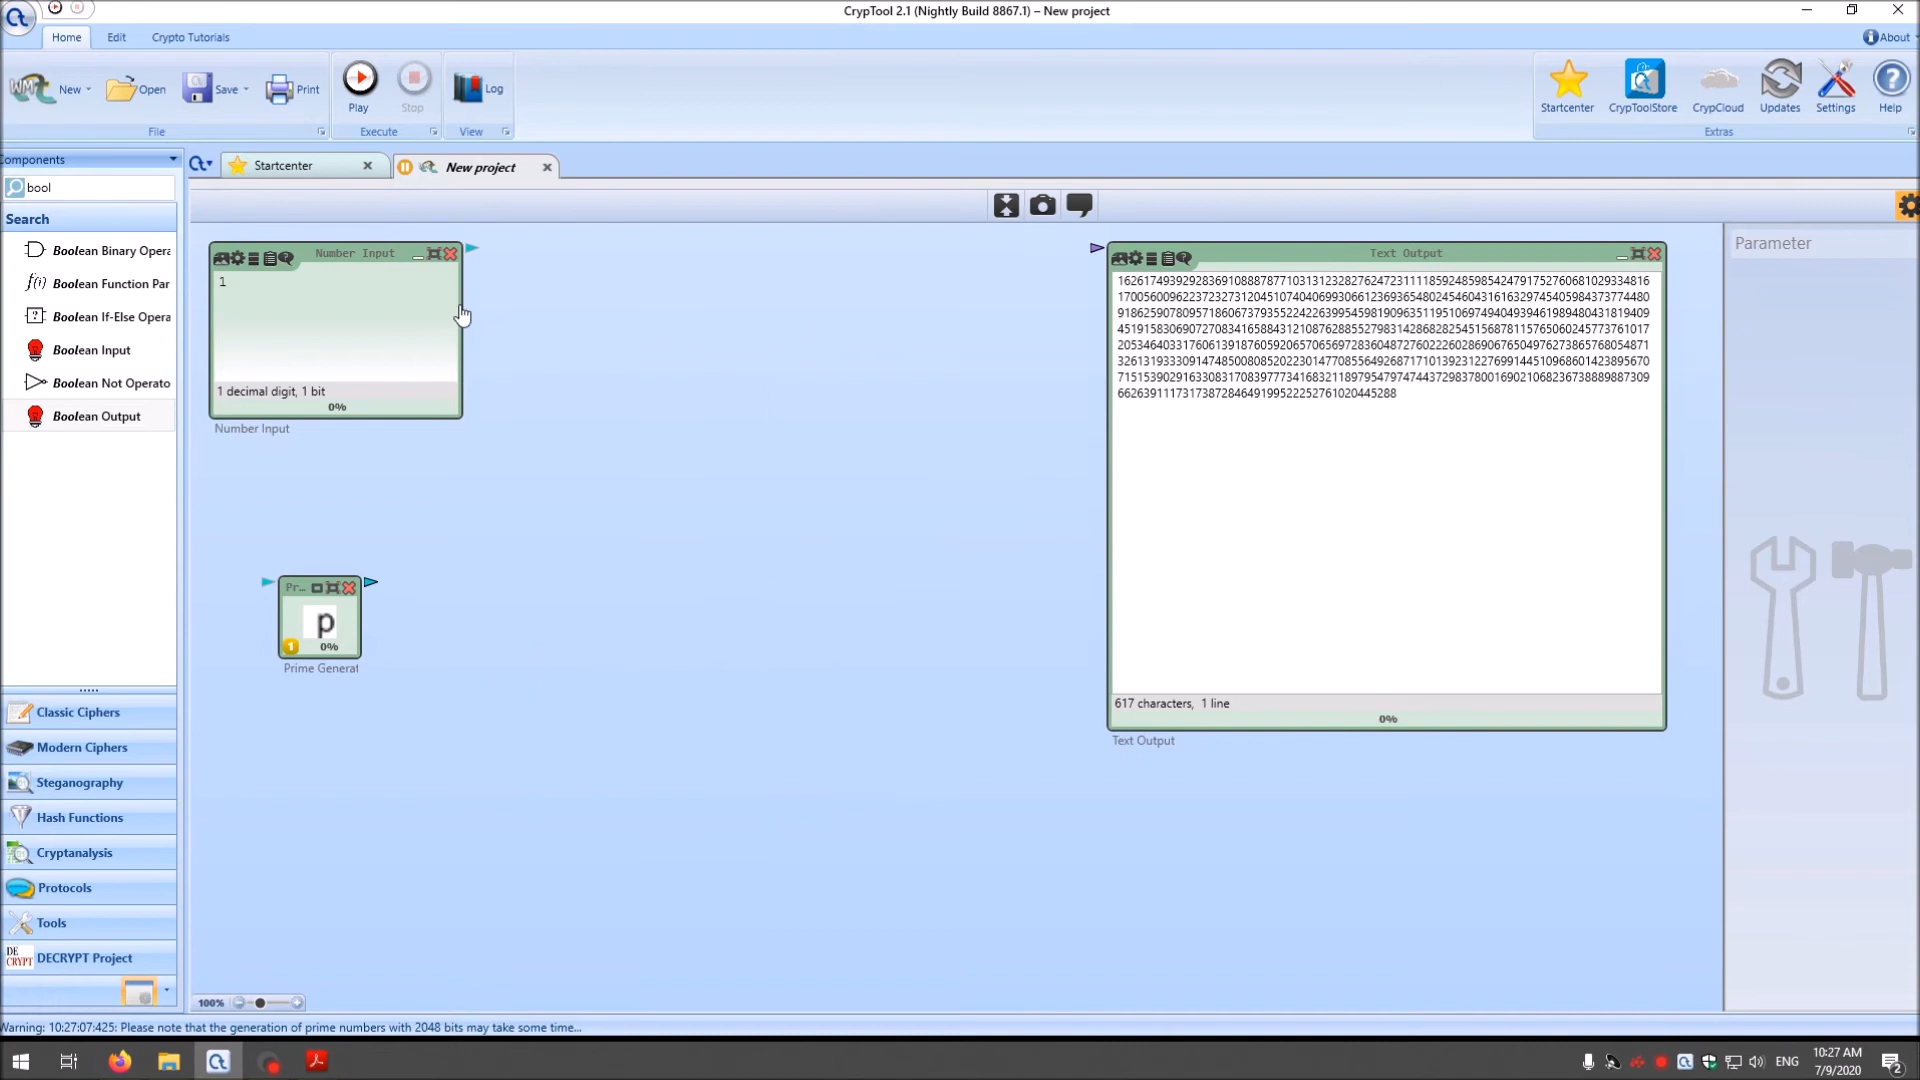 CrypTool 2.1 (Nightly Build 8867.1) – New project
Home
Edit
Crypto Tutorials
About
New
Open
Save
Print
Play
Stop
Log
Startcenter
CrypToolStore
CrypCloud
Updates
Settings
Help
File
Execute
View
Extras
Components
Startcenter
New project
bool
Search
Boolean Binary Opera
Boolean Function Par
Boolean If-Else Opera
Boolean Input
Boolean Not Operato
Boolean Output
Classic Ciphers
Modern Ciphers
Steganography
Hash Functions
Cryptanalysis
Protocols
Tools
DE
CRYPT
DECRYPT Project
Number Input
1
1 decimal digit, 1 bit
0%
Number Input
Pr...
p
1
0%
Prime Generat
Text Output
617 characters, 1 line
0%
Text Output
Parameter
100%
Warning: 10:27:07:425: Please note that the generation of prime numbers with 2048 bits may take some time...
ENG
10:27 AM
7/9/2020
2